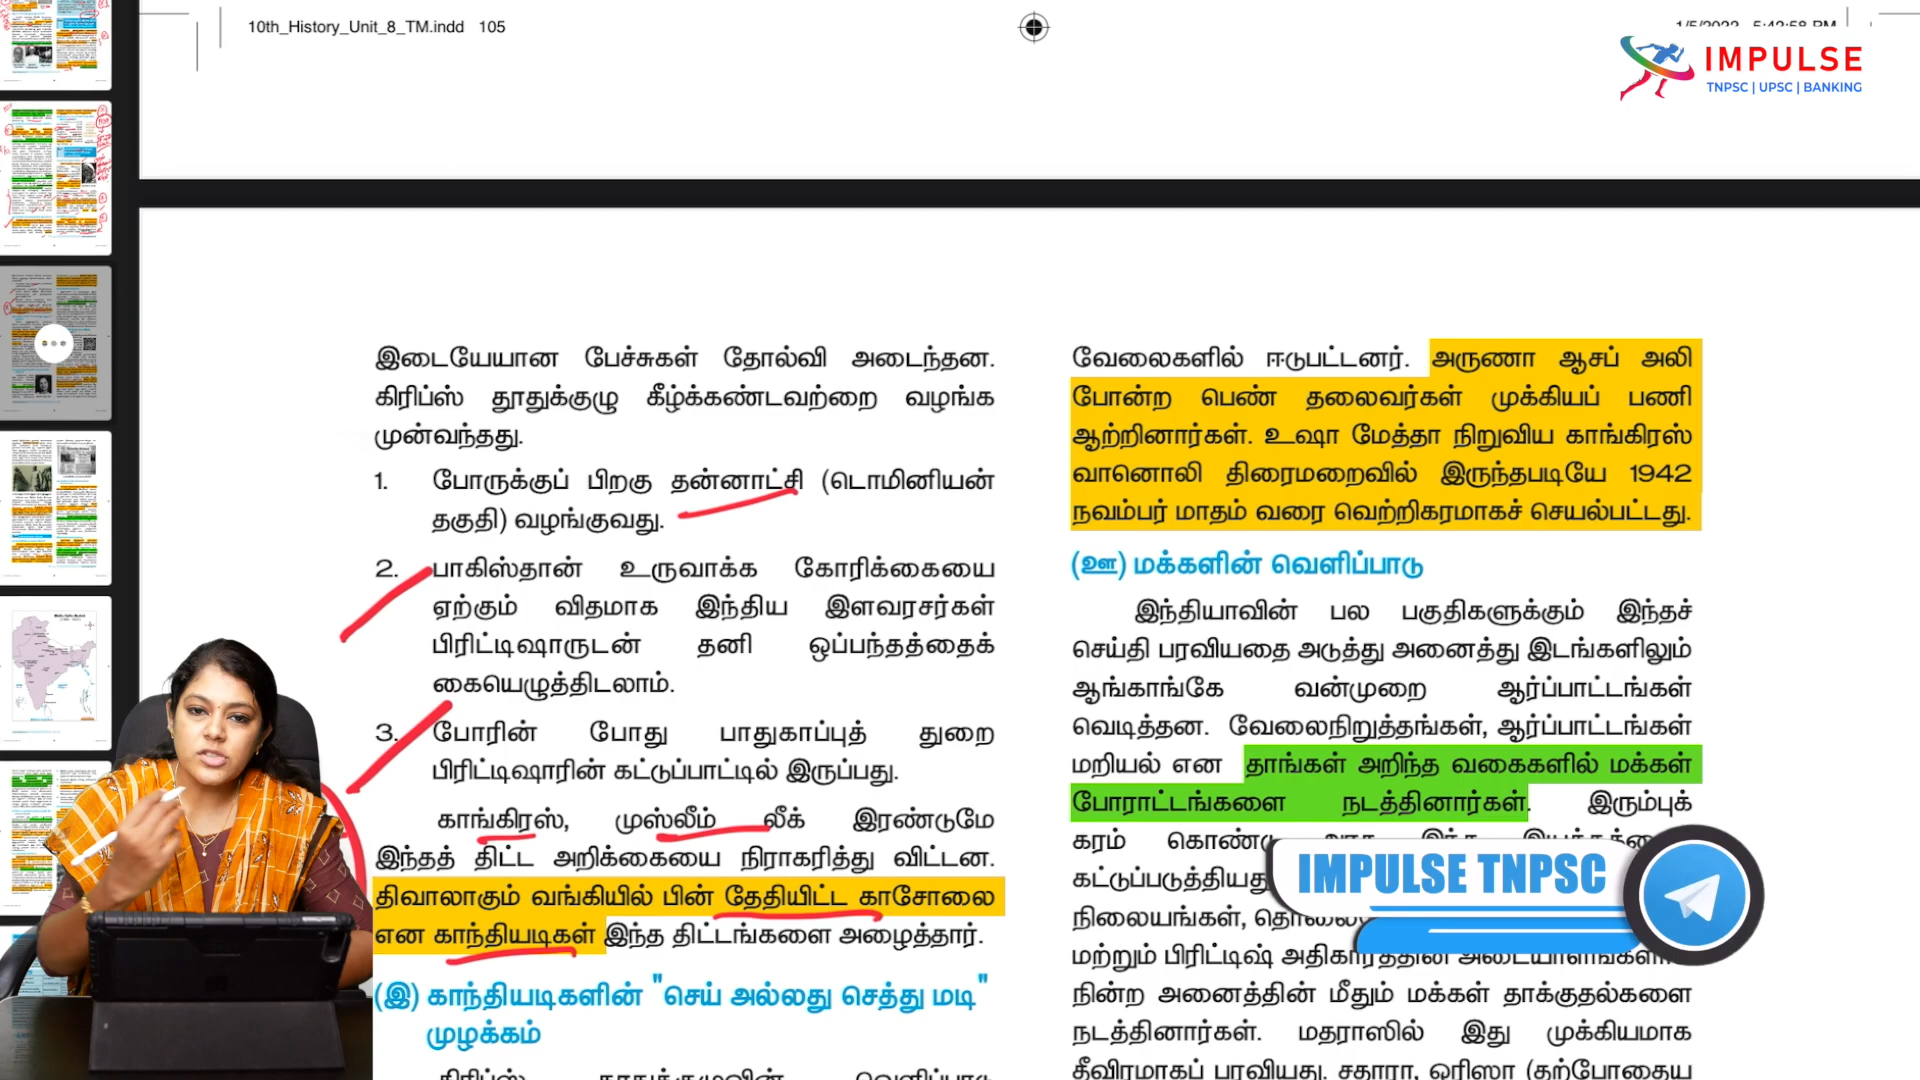 10th_History_Unit_8_TM.indd 105
IMPULSE
TNPSC | UPSC | BANKING
இடையேயான பேச்சுகள் தோல்வி அடைந்தன.
கிரிப்ஸ் தூதுக்குழு கீழ்க்கண்டவற்றை வழங்க
முன்வந்தது.
1. போருக்குப் பிறகு தன்னாட்சி (டொமினியன்
தகுதி) வழங்குவது.
2. பாகிஸ்தான் உருவாக்க கோரிக்கையை
ஏற்கும் விதமாக இந்திய இளவரசர்கள்
பிரிட்டிஷாருடன் தனி ஒப்பந்தத்தைக்
கையெழுத்திடலாம்.
3. போரின் போது பாதுகாப்புத் துறை
பிரிட்டிஷாரின் கட்டுப்பாட்டில் இருப்பது.
காங்கிரஸ், முஸ்லீம் லீக் இரண்டுமே
இந்தத் திட்ட அறிக்கையை நிராகரித்து விட்டன.
திவாலாகும் வங்கியில் பின் தேதியிட்ட காசோலை
என காந்தியடிகள் இந்த திட்டங்களை அழைத்தார்.
(இ) காந்தியடிகளின் "செய் அல்லது செத்து மடி"
முழக்கம்
வேலைகளில் ஈடுபட்டனர். அருணா ஆசப் அலி
போன்ற பெண் தலைவர்கள் முக்கியப் பணி
ஆற்றினார்கள். உஷா மேத்தா நிறுவிய காங்கிரஸ்
வானொலி திரைமறைவில் இருந்தபடியே 1942
நவம்பர் மாதம் வரை வெற்றிகரமாகச் செயல்பட்டது.
(ஊ) மக்களின் வெளிப்பாடு
இந்தியாவின் பல பகுதிகளுக்கும் இந்தச்
செய்தி பரவியதை அடுத்து அனைத்து இடங்களிலும்
ஆங்காங்கே வன்முறை ஆர்ப்பாட்டங்கள்
வெடித்தன. வேலைநிறுத்தங்கள், ஆர்ப்பாட்டங்கள்
மறியல் என தாங்கள் அறிந்த வகைகளில் மக்கள்
போராட்டங்களை நடத்தினார்கள். இரும்புக்
கரம்
நிலையங்கள்,
மற்றும் பிரிட்டிஷ்
நின்ற அனைத்தின் மீதும் மக்கள் தாக்குதல்களை
நடத்தினார்கள். மதராஸில் இது முக்கியமாக
தீவிரமாகப் பரவியது. சதாரா, ஒரிஸா (தற்போதைய
IMPULSE TNPSC